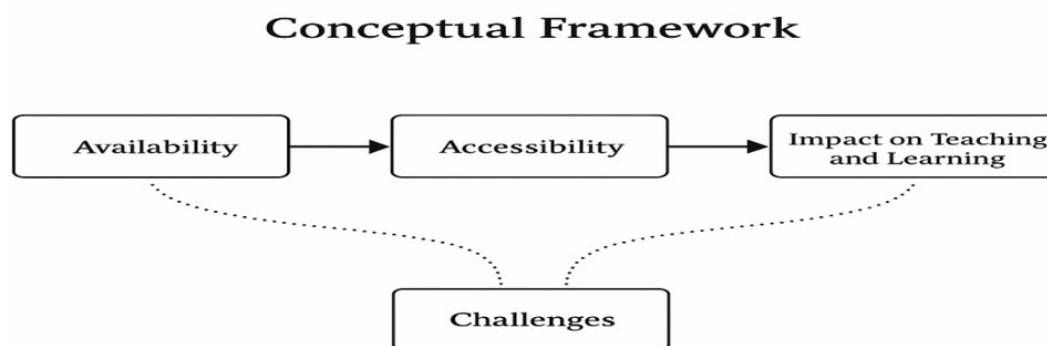 Conceptual Framework
Availability
Accessibility
Impact on Teaching
and Learning
Challenges